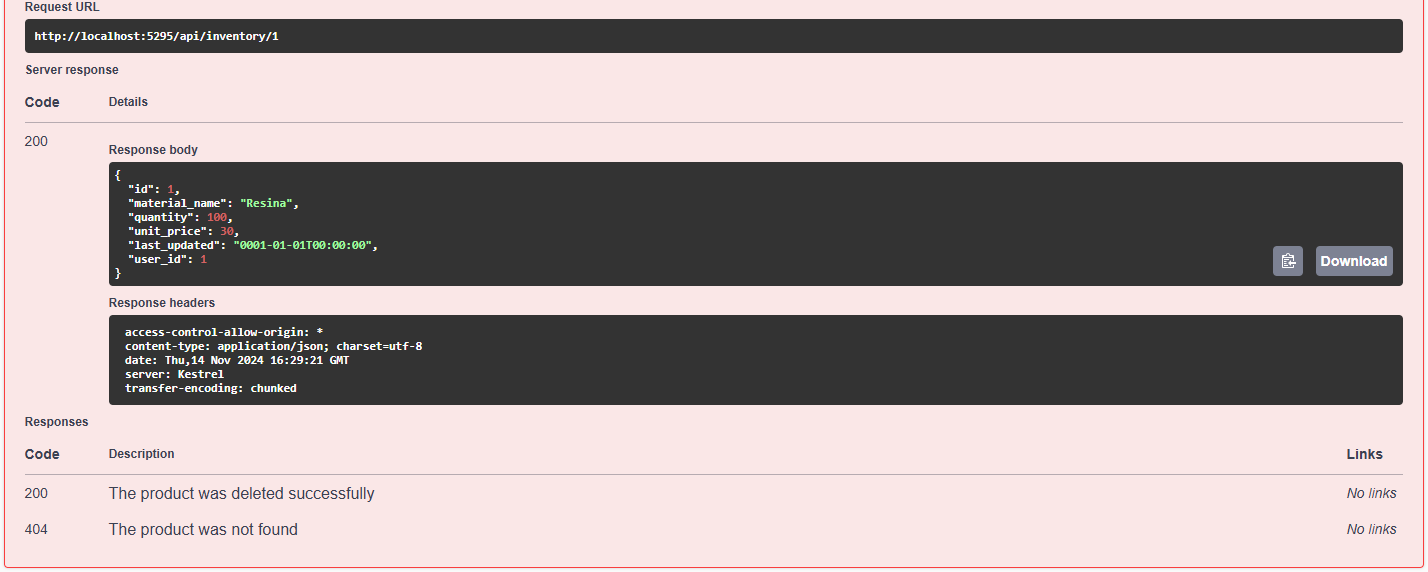 Request URL
http://localhost:5295/api/inventory/1
Server response
Code Details
200
Response body
{
"id": 1,
"material_name": "Resina",
"quantity": 100,
"unit_price": 30,
"last_updated": "0001-01-01T00:00:00",
"user_id": 1
}
Download
Response headers
access-control-allow-origin: *
content-type: application/json; charset=utf-8
date: Thu,14 Nov 2024 16:29:21 GMT
server: Kestrel
transfer-encoding: chunked
Responses
Code Description Links
200 The product was deleted successfully No links
404 The product was not found No links